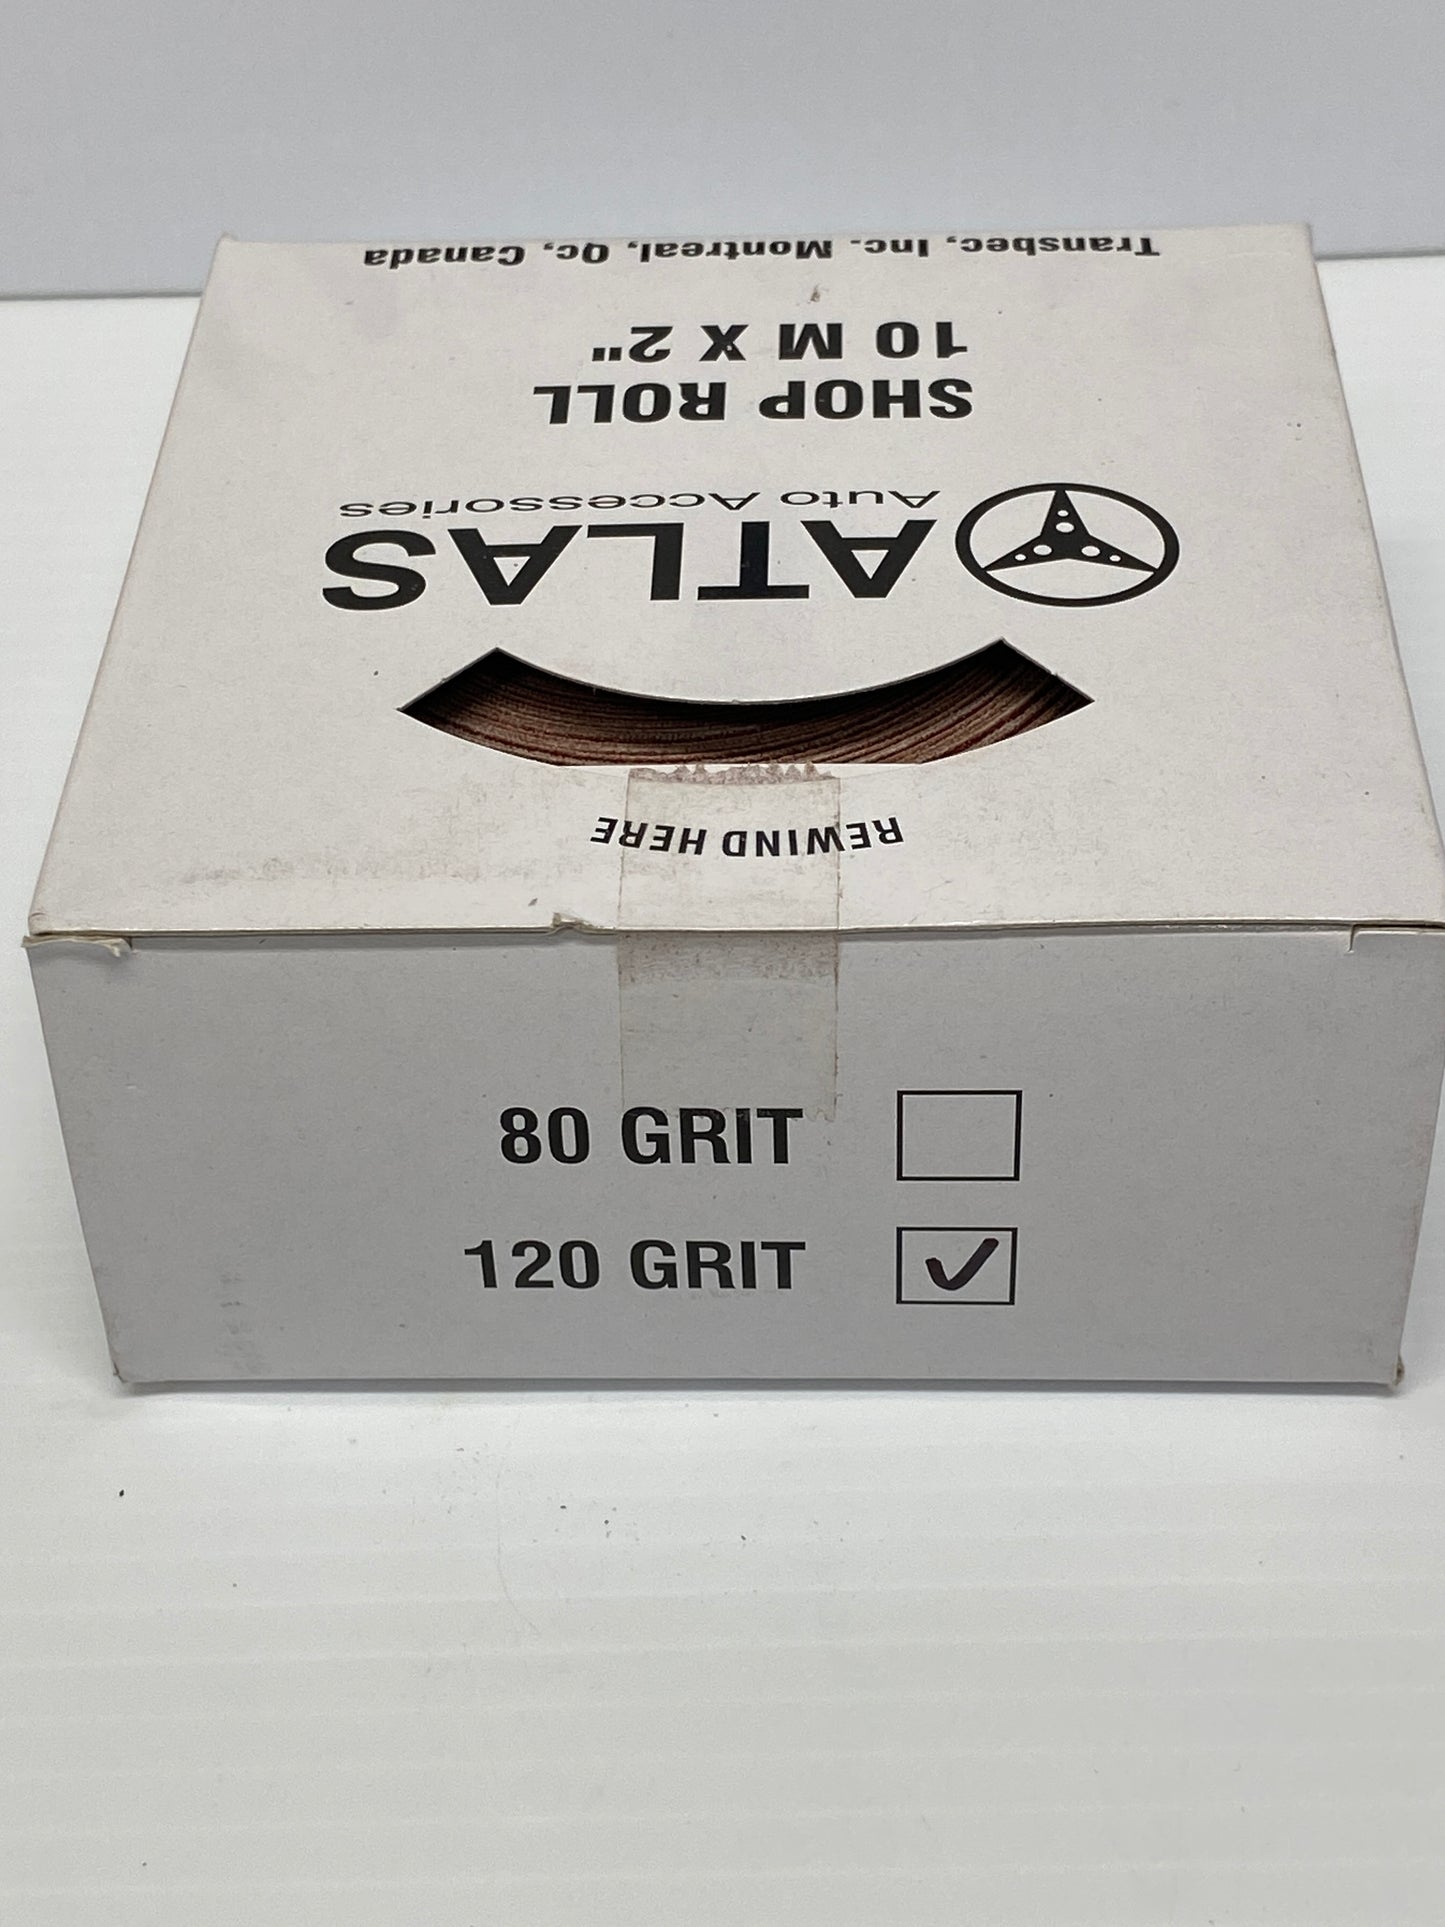 Transbec, Inc. Montreal, Qc, Canada
10 M X 2"
SHOP ROLL
Auto Accessories
ATLAS
REWIND HERE
80 GRIT
120 GRIT ✓